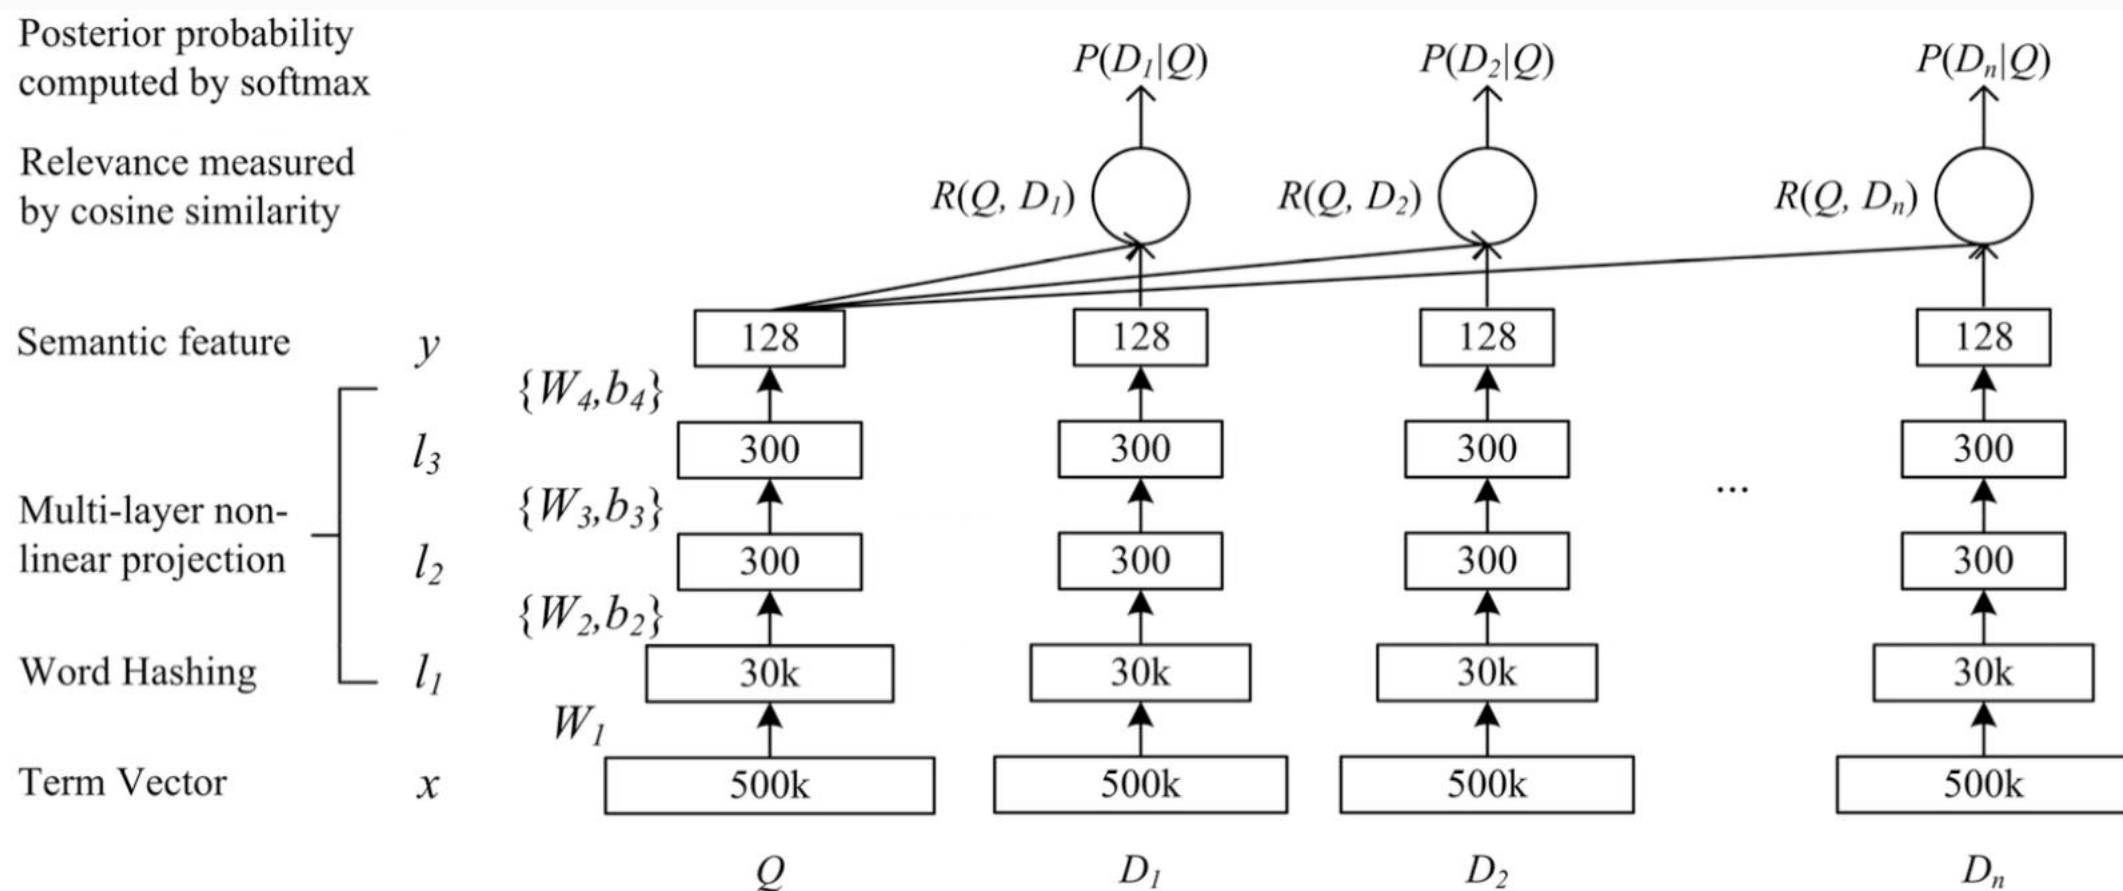 Posterior probability
computed by softmax
P(D₁|Q) P(D₂|Q) P(Dₙ|Q)
Relevance measured
by cosine similarity
R(Q, D₁) R(Q, D₂) R(Q, Dₙ)
Semantic feature y 128 128 128 128
{W₄,b₄}
l₃ 300 300 300 300
Multi-layer non-
linear projection
{W₃,b₃}
...
l₂ 300 300 300 300
{W₂,b₂}
Word Hashing l₁ 30k 30k 30k 30k
W₁
Term Vector x 500k 500k 500k 500k
Q D₁ D₂ Dₙ